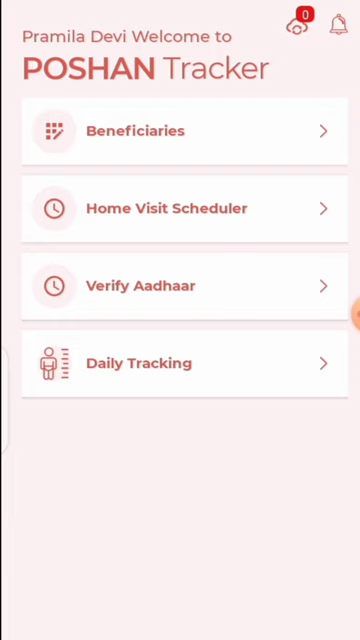 0
Pramila Devi Welcome to
POSHAN Tracker
Beneficiaries
Home Visit Scheduler
Verify Aadhaar
Daily Tracking